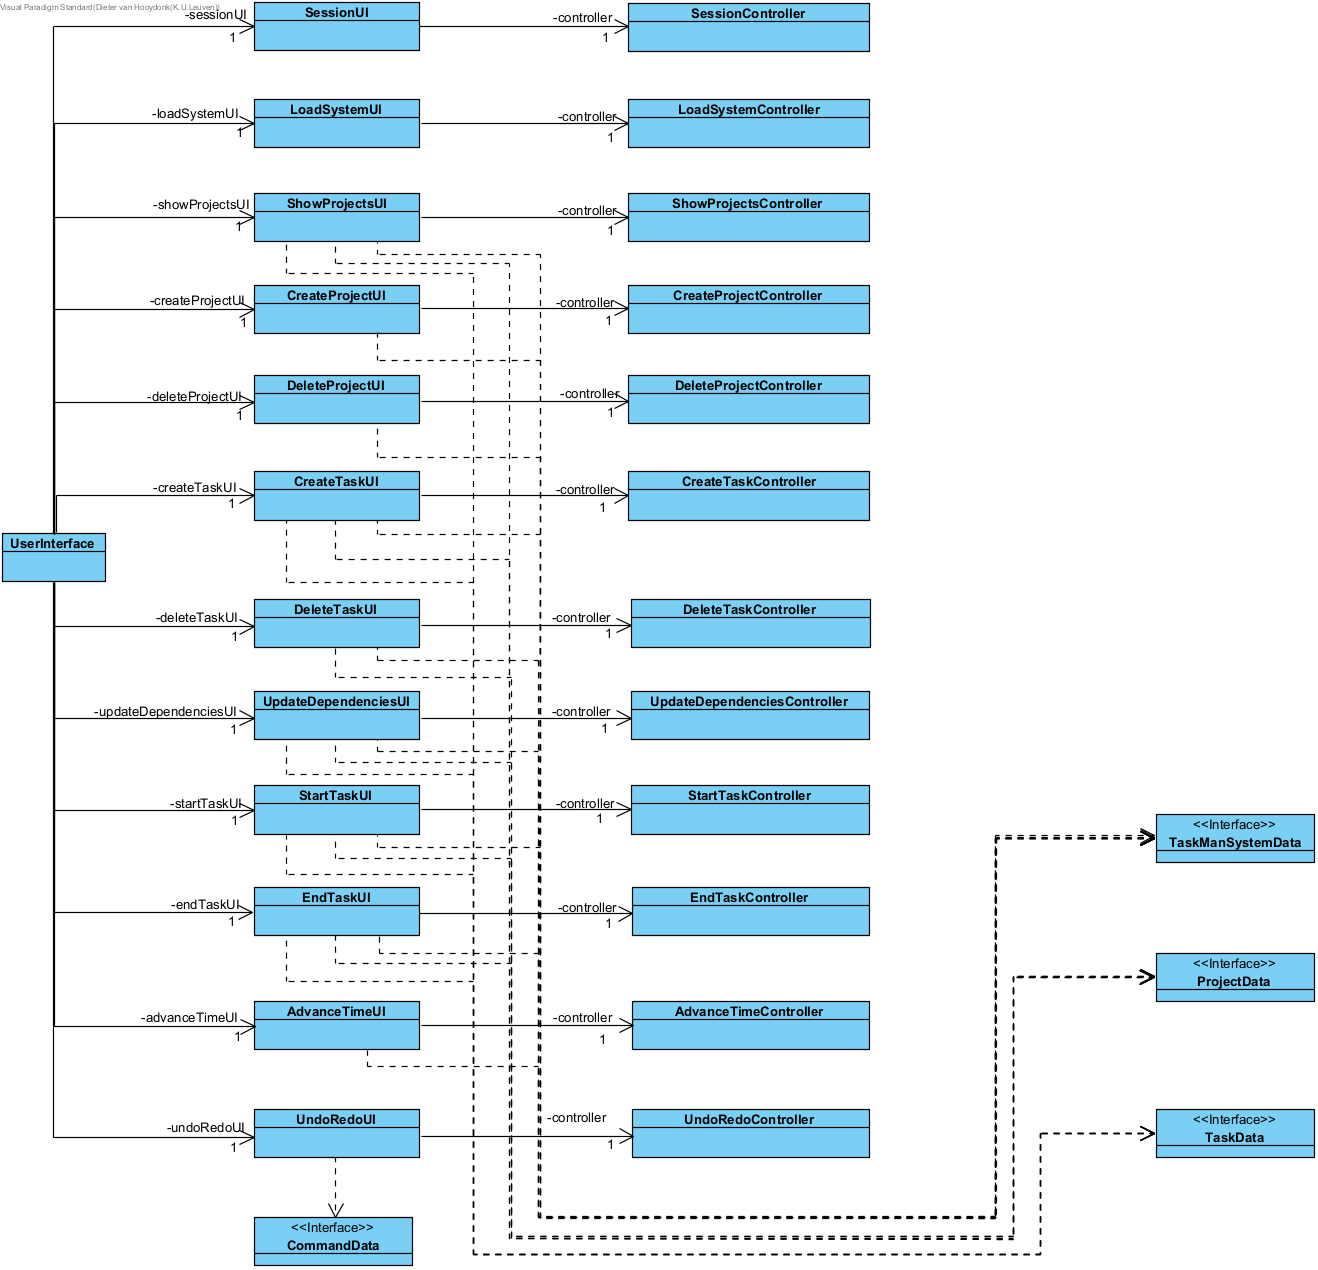 Visual Paradigm Standard(Dieter van Hooydonk(K.U.Leuven))
-sessionUI
1
SessionUI
-controller
1
SessionController
-loadSystemUI
1
LoadSystemUI
-controller
1
LoadSystemController
-showProjectsUI
1
ShowProjectsUI
-controller
1
ShowProjectsController
-createProjectUI
1
CreateProjectUI
-controller
1
CreateProjectController
-deleteProjectUI
1
DeleteProjectUI
-controller
1
DeleteProjectController
-createTaskUI
1
CreateTaskUI
-controller
1
CreateTaskController
UserInterface
-deleteTaskUI
1
DeleteTaskUI
-controller
1
DeleteTaskController
-updateDependenciesUI
1
UpdateDependenciesUI
-controller
1
UpdateDependenciesController
-startTaskUI
1
StartTaskUI
-controller
1
StartTaskController
<<Interface>>
TaskManSystemData
-endTaskUI
1
EndTaskUI
-controller
1
EndTaskController
<<Interface>>
ProjectData
-advanceTimeUI
1
AdvanceTimeUI
-controller
1
AdvanceTimeController
-undoRedoUI
1
UndoRedoUI
-controller
1
UndoRedoController
<<Interface>>
TaskData
<<Interface>>
CommandData